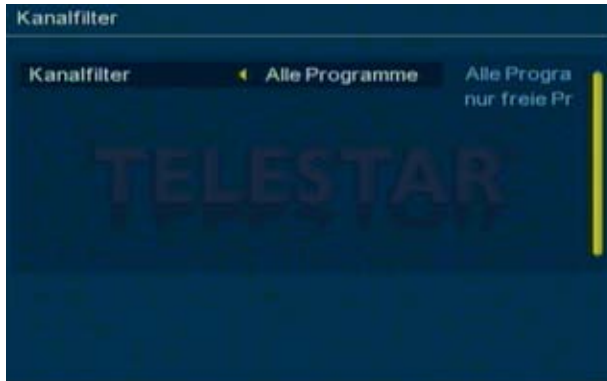 Kanalfilter
Kanalfilter Alle Programme Alle Progra
nur freie Pr
TELESTAR